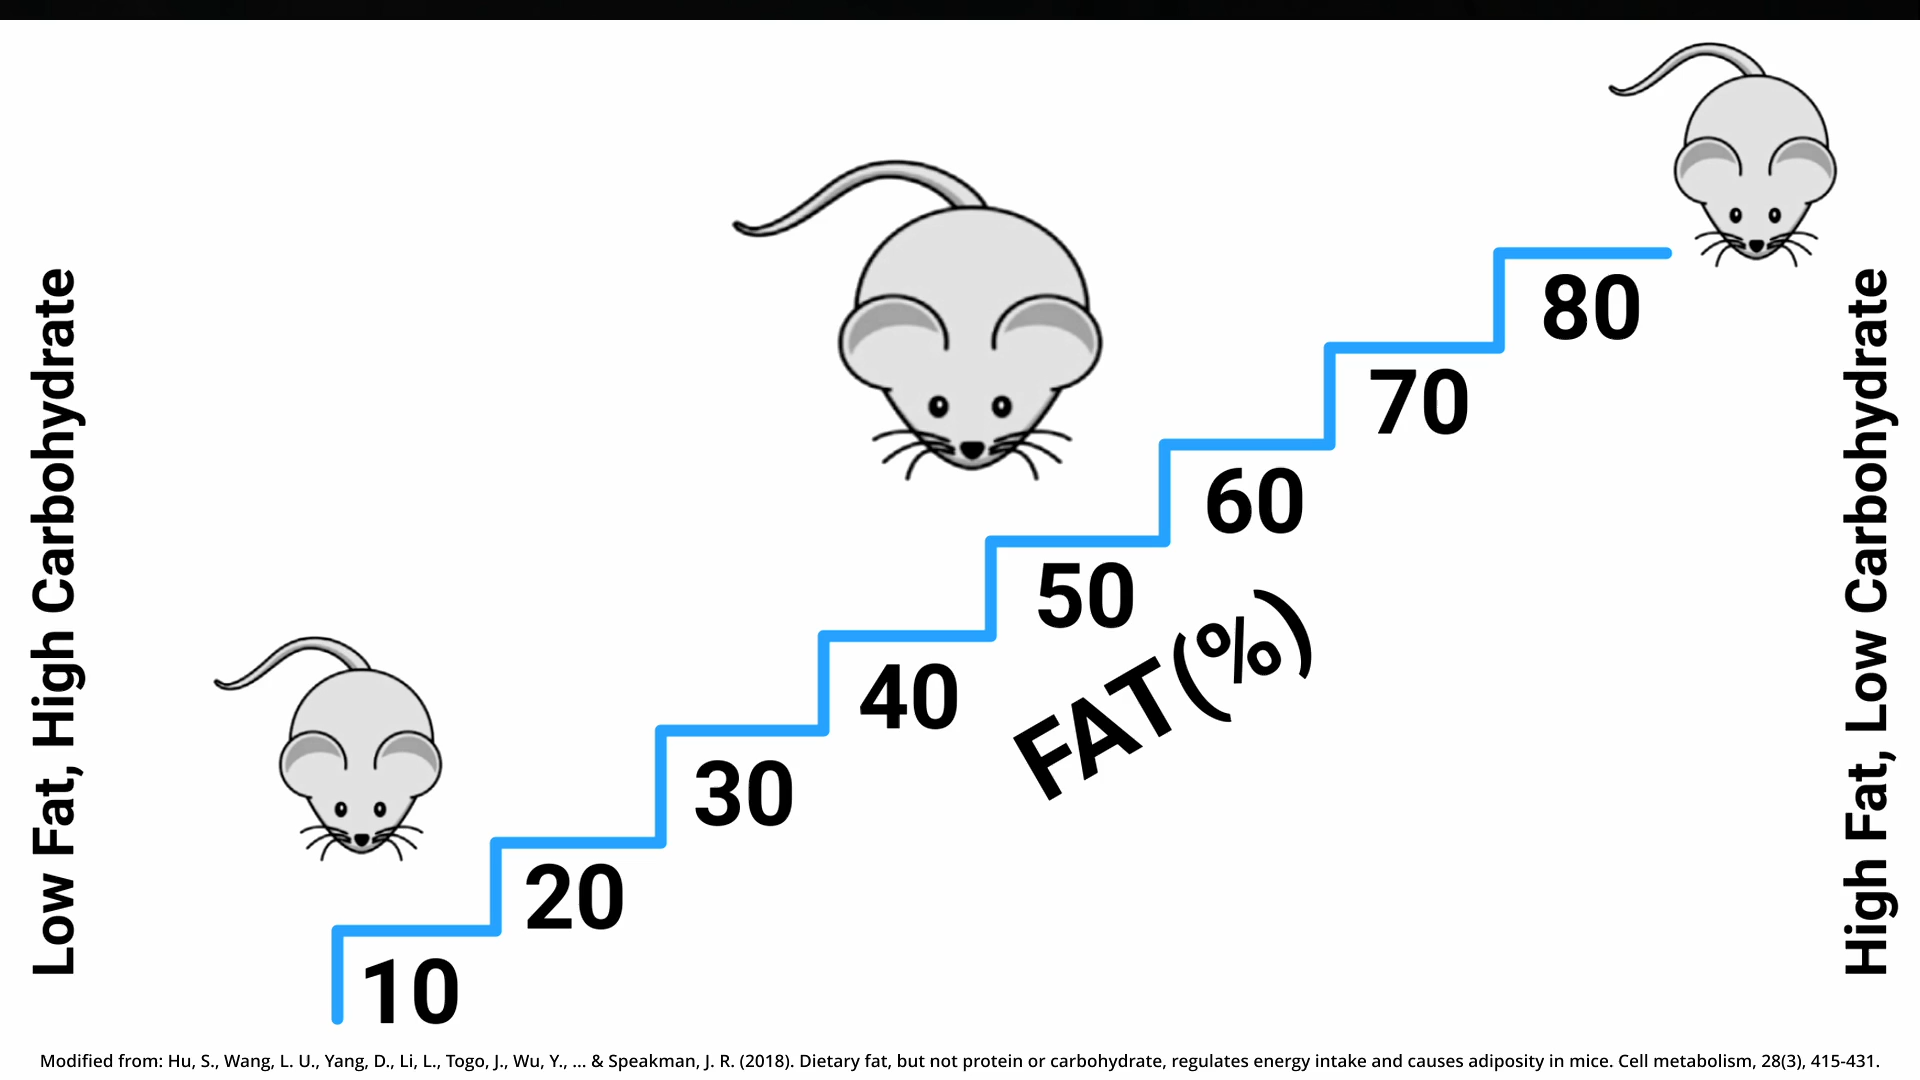 Low Fat, High Carbohydrate
10
20
30
40
50
60
70
80
FAT(%)
High Fat, Low Carbohydrate
Modified from: Hu, S., Wang, L. U., Yang, D., Li, L., Togo, J., Wu, Y., ... & Speakman, J. R. (2018). Dietary fat, but not protein or carbohydrate, regulates energy intake and causes adiposity in mice. Cell metabolism, 28(3), 415-431.